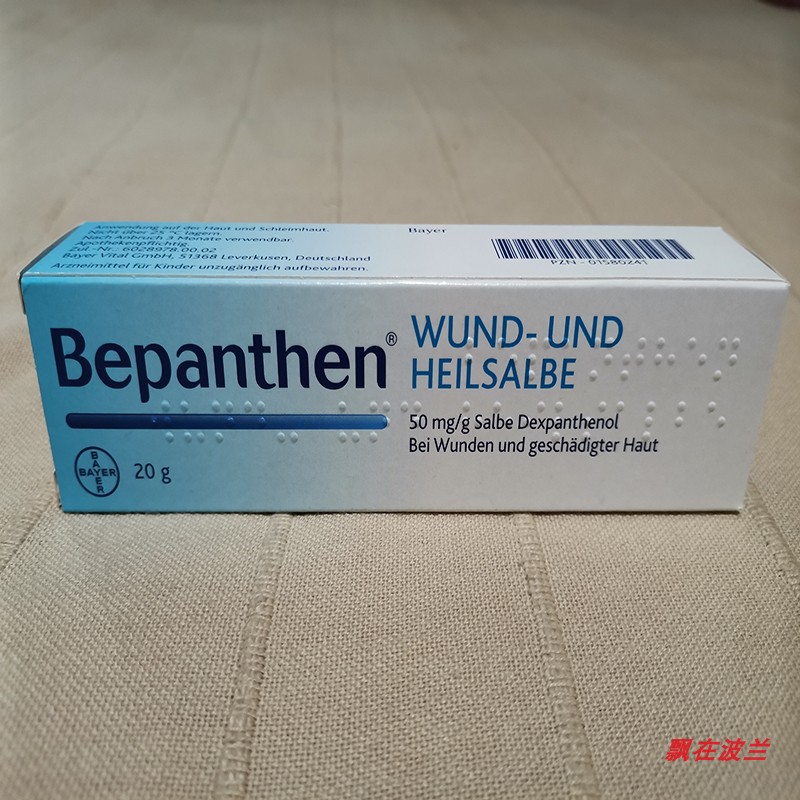 Anwendung auf der Haut und Schleimhaut.
Nicht über 25 °C lagern.
Nach Anbruch 3 Monate verwendbar.
Apothekenpflichtig
Zul.-Nr.: 6028978.00.02
Bayer Vital GmbH, 51368 Leverkusen, Deutschland
Arzneimittel für Kinder unzugänglich aufbewahren.
Bayer
PZN - 01580241
Bepanthen®
WUND- UND
HEILSALBE
50 mg/g Salbe Dexpanthenol
Bei Wunden und geschädigter Haut
BAYER
BAYER
20 g
飘在波兰